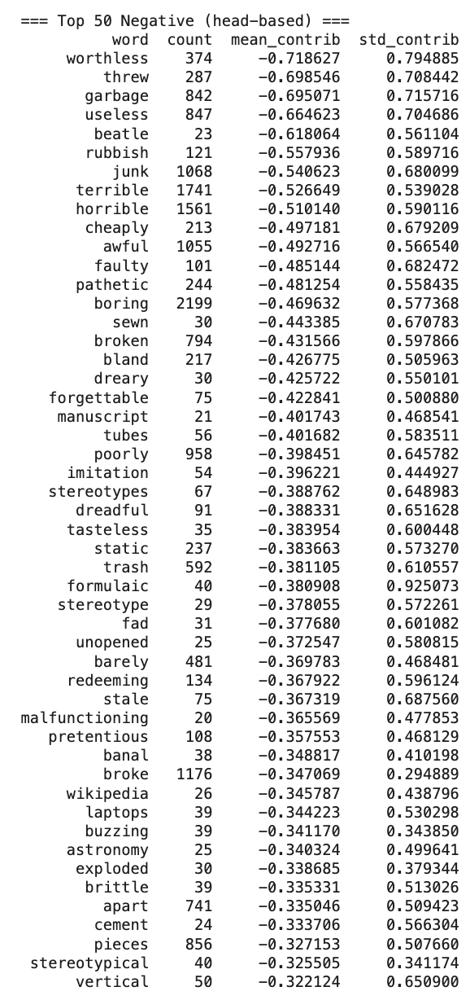 === Top 50 Negative (head-based) ===
word count mean_contrib std_contrib
worthless 374 -0.718627 0.794885
threw 287 -0.698546 0.708442
garbage 842 -0.695071 0.715716
useless 847 -0.664623 0.704686
beatle 23 -0.618064 0.561104
rubbish 121 -0.557936 0.589716
junk 1068 -0.540623 0.680099
terrible 1741 -0.526649 0.539028
horrible 1561 -0.510140 0.590116
cheaply 213 -0.497181 0.679209
awful 1055 -0.492716 0.566540
faulty 101 -0.485144 0.682472
pathetic 244 -0.481254 0.558435
boring 2199 -0.469632 0.577368
sewn 30 -0.443385 0.670783
broken 794 -0.431566 0.597866
bland 217 -0.426775 0.505963
dreary 30 -0.425722 0.550101
forgettable 75 -0.422841 0.500880
manuscript 21 -0.401743 0.468541
tubes 56 -0.401682 0.583511
poorly 958 -0.398451 0.645782
imitation 54 -0.396221 0.444927
stereotypes 67 -0.388762 0.648983
dreadful 91 -0.388331 0.651628
tasteless 35 -0.383954 0.600448
static 237 -0.383663 0.573270
trash 592 -0.381105 0.610557
formulaic 40 -0.380908 0.925073
stereotype 29 -0.378055 0.572261
fad 31 -0.377680 0.601082
unopened 25 -0.372547 0.580815
barely 481 -0.369783 0.468481
redeeming 134 -0.367922 0.596124
stale 75 -0.367319 0.687560
malfunctioning 20 -0.365569 0.477853
pretentious 108 -0.357553 0.468129
banal 38 -0.348817 0.410198
broke 1176 -0.347069 0.294889
wikipedia 26 -0.345787 0.438796
laptops 39 -0.344223 0.530298
buzzing 39 -0.341170 0.343850
astronomy 25 -0.340324 0.499641
exploded 30 -0.338685 0.379344
brittle 39 -0.335331 0.513026
apart 741 -0.335046 0.509423
cement 24 -0.333706 0.566304
pieces 856 -0.327153 0.507660
stereotypical 40 -0.325505 0.341174
vertical 50 -0.322124 0.650900